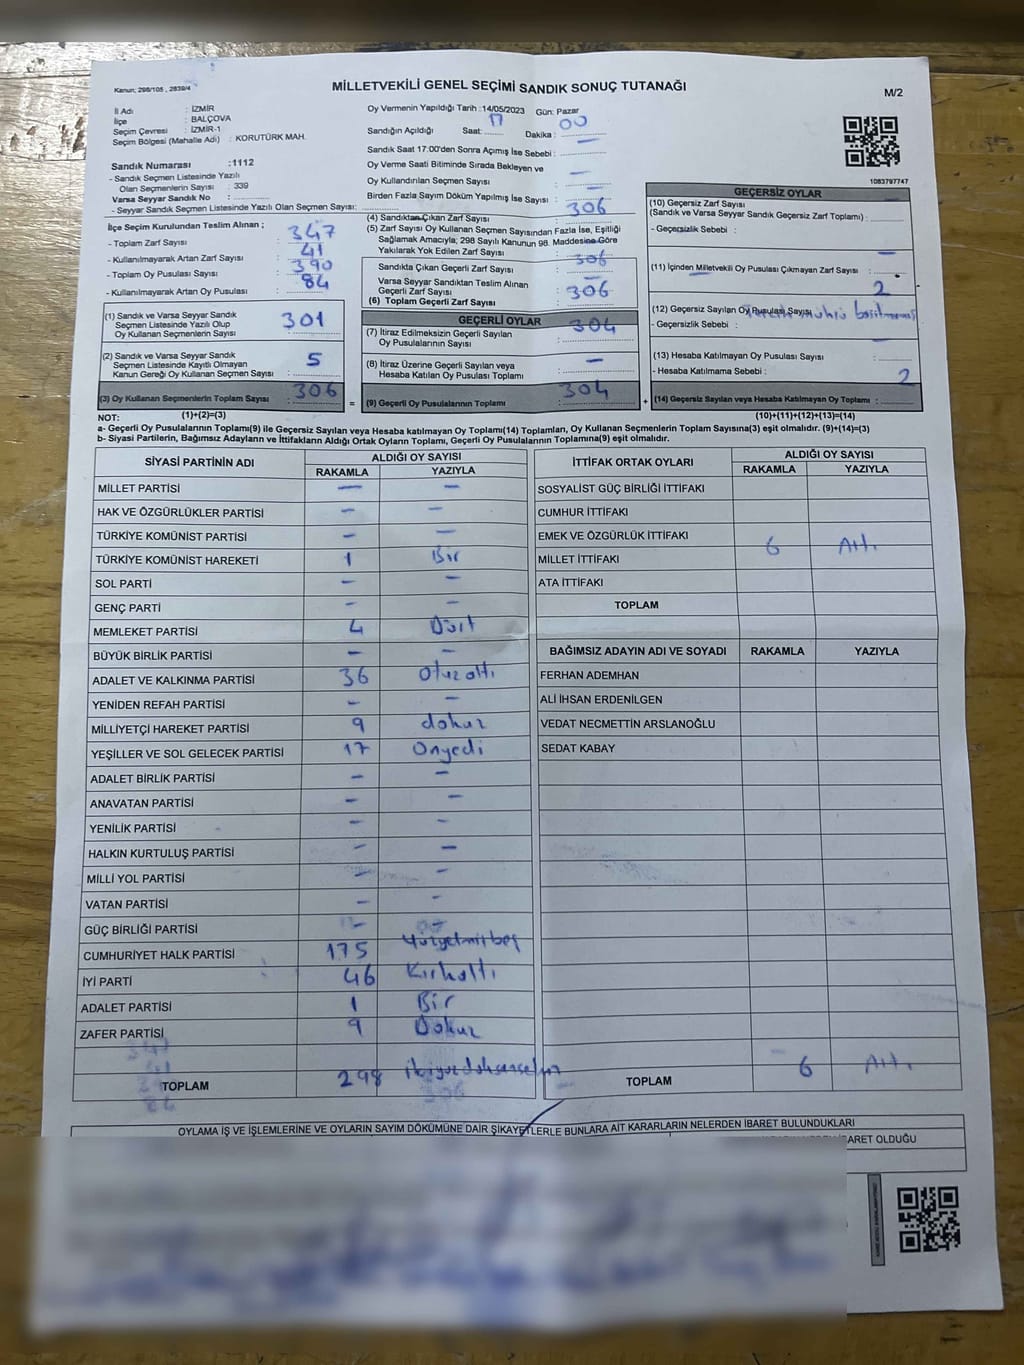 Kanun; 298/105 , 2839/4
MİLLETVEKİLİ GENEL SEÇİMİ SANDIK SONUÇ TUTANAĞI
M/2
İl Adı : İZMİR
İlçe : BALÇOVA
Seçim Çevresi : İZMİR-1
Seçim Bölgesi (Mahalle Adı) : KORUTÜRK MAH.
Sandık Numarası :1112
- Sandık Seçmen Listesinde Yazılı
Olan Seçmenlerin Sayısı : 339
Varsa Seyyar Sandık No :
- Seyyar Sandık Seçmen Listesinde Yazılı Olan Seçmen Sayısı:
Oy Vermenin Yapıldığı Tarih :14/05/2023 Gün: Pazar
Sandığın Açıldığı Saat: 17 Dakika : 00
Sandık Saat 17:00'den Sonra Açımış İse Sebebi : —
Oy Verme Saati Bitiminde Sırada Bekleyen ve
Oy Kullandırılan Seçmen Sayısı : —
Birden Fazla Sayım Döküm Yapılmış İse Sayısı : —
1083797747
İlçe Seçim Kurulundan Teslim Alınan ;
- Toplam Zarf Sayısı : 347
- Kullanılmayarak Artan Zarf Sayısı : 41
- Toplam Oy Pusulası Sayısı : 390
- Kullanılmayarak Artan Oy Pusulası : 84
(1) Sandık ve Varsa Seyyar Sandık
Seçmen Listesinde Yazılı Olup
Oy Kullanan Seçmenlerin Sayısı : 301
(2) Sandık ve Varsa Seyyar Sandık
Seçmen Listesinde Kayıtlı Olmayan
Kanun Gereği Oy Kullanan Seçmen Sayısı : 5
(3) Oy Kullanan Seçmenlerin Toplam Sayısı : 306
(4) Sandıktan Çıkan Zarf Sayısı : 306
(5) Zarf Sayısı Oy Kullanan Seçmen Sayısından Fazla İse, Eşitliği
Sağlamak Amacıyla; 298 Sayılı Kanunun 98. Maddesine Göre
Yakılarak Yok Edilen Zarf Sayısı : —
Sandıkta Çıkan Geçerli Zarf Sayısı : 306
Varsa Seyyar Sandıktan Teslim Alınan
Geçerli Zarf Sayısı : —
(6) Toplam Geçerli Zarf Sayısı : 306
GEÇERLİ OYLAR
(7) İtiraz Edilmeksizin Geçerli Sayılan
Oy Pusulalarının Sayısı : 304
(8) İtiraz Üzerine Geçerli Sayılan veya
Hesaba Katılan Oy Pusulası Toplamı : —
= (9) Geçerli Oy Pusulalarının Toplamı : 304
GEÇERSİZ OYLAR
(10) Geçersiz Zarf Sayısı
(Sandık ve Varsa Seyyar Sandık Geçersiz Zarf Toplamı) :
- Geçersizlik Sebebi :
(11) İçinden Milletvekili Oy Pusulası Çıkmayan Zarf Sayısı : -
(12) Geçersiz Sayılan Oy Pusulası Sayısı : 2
- Geçersizlik Sebebi : mührü
(13) Hesaba Katılmayan Oy Pusulası Sayısı :
- Hesaba Katılmama Sebebi :
+ (14) Geçersiz Sayılan veya Hesaba Katılmayan Oy Toplamı : 2
NOT: (1)+(2)=(3) (10)+(11)+(12)+(13)=(14)
a- Geçerli Oy Pusulalarının Toplamı(9) ile Geçersiz Sayılan veya Hesaba katılmayan Oy Toplamı(14) Toplamları, Oy Kullanan Seçmenlerin Toplam Sayısına(3) eşit olmalıdır. (9)+(14)=(3)
b- Siyasi Partilerin, Bağımsız Adayların ve İttifakların Aldığı Ortak Oyların Toplamı, Geçerli Oy Pusulalarının Toplamına(9) eşit olmalıdır.
SİYASİ PARTİNİN ADI ALDIĞI OY SAYISI
RAKAMLA YAZIYLA
MİLLET PARTİSİ — —
HAK VE ÖZGÜRLÜKLER PARTİSİ — —
TÜRKİYE KOMÜNİST PARTİSİ — —
TÜRKİYE KOMÜNİST HAREKETİ 1 Bir
SOL PARTİ — —
GENÇ PARTİ — —
MEMLEKET PARTİSİ 4 Dört
BÜYÜK BİRLİK PARTİSİ — —
ADALET VE KALKINMA PARTİSİ 36 Otuzaltı
YENİDEN REFAH PARTİSİ — —
MİLLİYETÇİ HAREKET PARTİSİ 9 dokuz
YEŞİLLER VE SOL GELECEK PARTİSİ 17 Onyedi
ADALET BİRLİK PARTİSİ — —
ANAVATAN PARTİSİ — —
YENİLİK PARTİSİ — —
HALKIN KURTULUŞ PARTİSİ — —
MİLLİ YOL PARTİSİ — —
VATAN PARTİSİ — —
GÜÇ BİRLİĞİ PARTİSİ —
CUMHURİYET HALK PARTİSİ 175 Yüzyetmişbeş
İYİ PARTİ 46 Kırkaltı
ADALET PARTİSİ 1 Bir
ZAFER PARTİSİ 9 Dokuz
TOPLAM 298 ikiyüzdoksansekiz
İTTİFAK ORTAK OYLARI ALDIĞI OY SAYISI
RAKAMLA YAZIYLA
SOSYALİST GÜÇ BİRLİĞİ İTTİFAKI
CUMHUR İTTİFAKI
EMEK VE ÖZGÜRLÜK İTTİFAKI
MİLLET İTTİFAKI 6 Altı
ATA İTTİFAKI
TOPLAM
BAĞIMSIZ ADAYIN ADI VE SOYADI RAKAMLA YAZIYLA
FERHAN ADEMHAN
ALİ İHSAN ERDENİLGEN
VEDAT NECMETTİN ARSLANOĞLU
SEDAT KABAY
TOPLAM 6 Altı
OYLAMA İŞ VE İŞLEMLERİNE VE OYLARIN SAYIM DÖKÜMÜNE DAİR ŞİKAYETLERLE BUNLARA AİT KARARLARIN NELERDEN İBARET BULUNDUKLARI
İBARET OLDUĞU